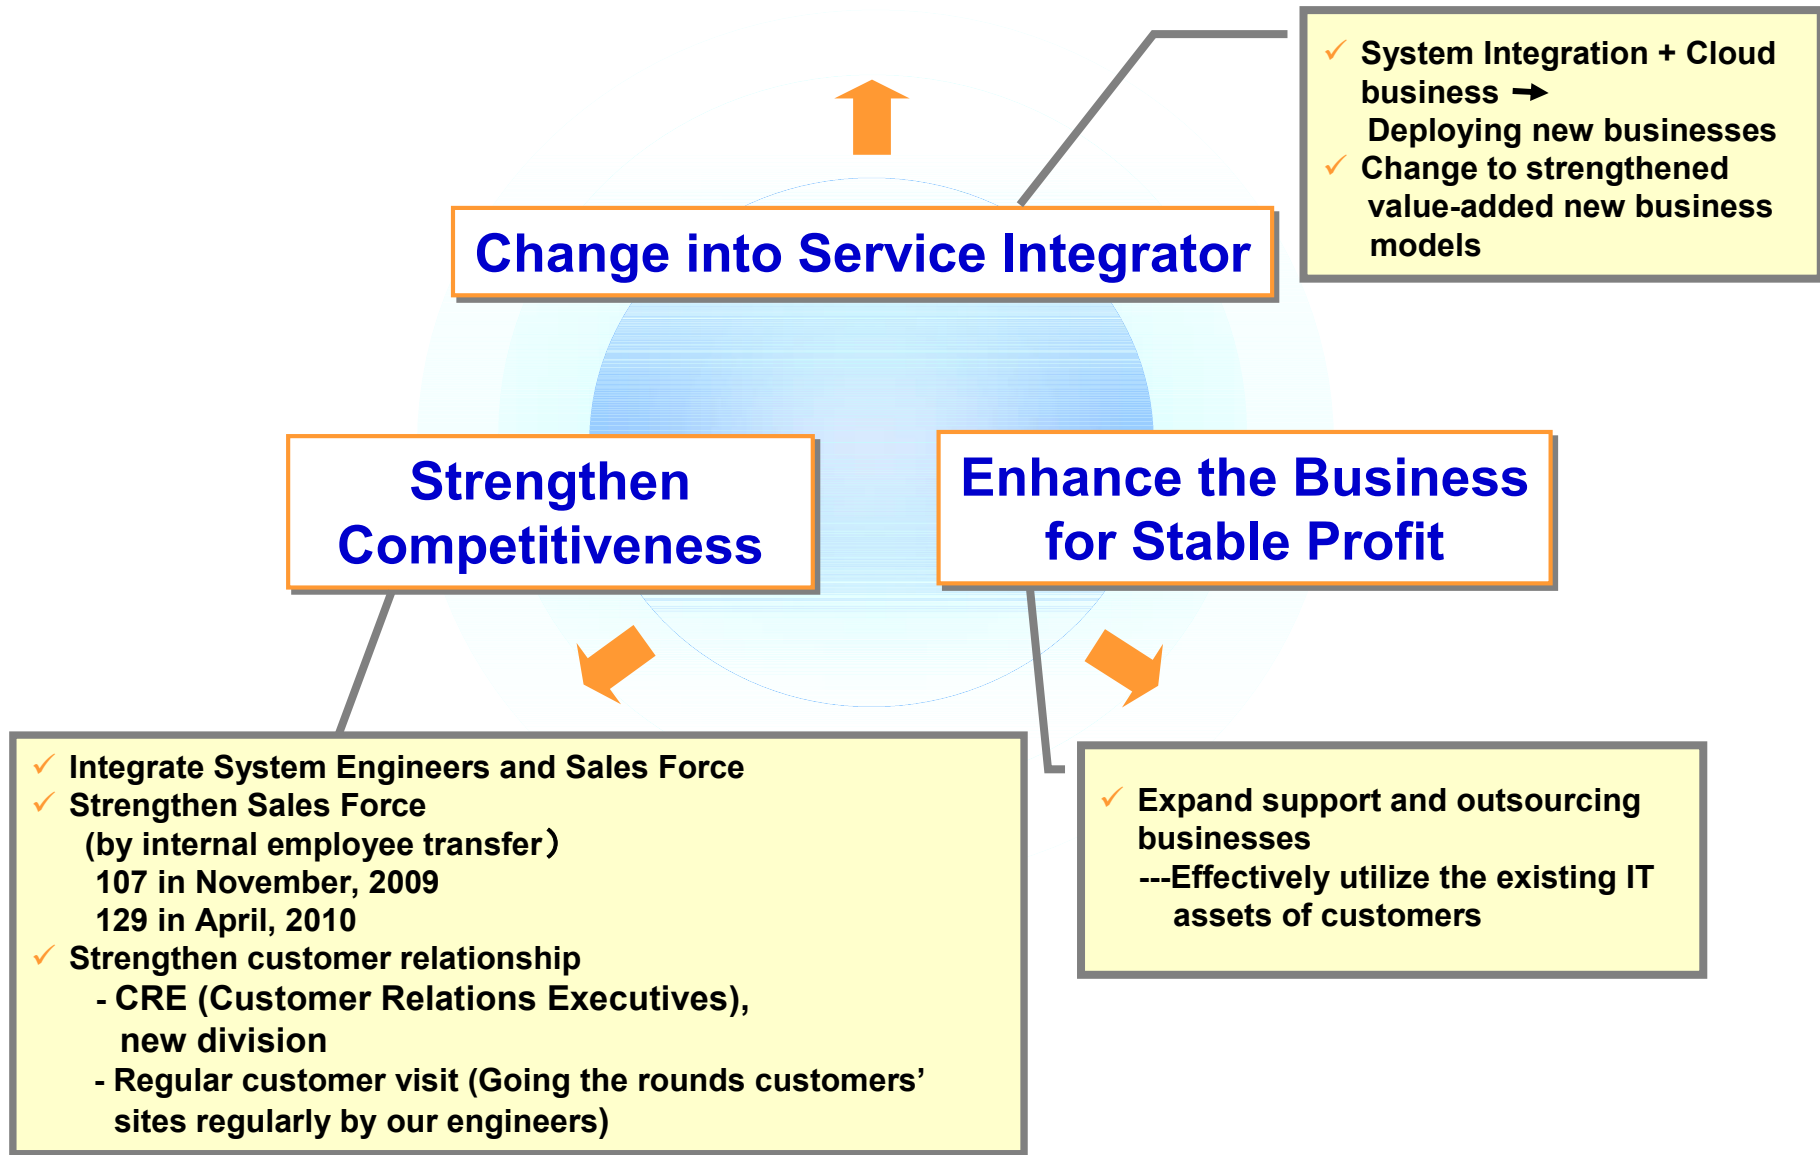 ✓ System Integration + Cloud
business →
Deploying new businesses
✓ Change to strengthened
value-added new business
models
Change into Service Integrator
Strengthen
Competitiveness
Enhance the Business
for Stable Profit
✓ Integrate System Engineers and Sales Force
✓ Strengthen Sales Force
(by internal employee transfer）
107 in November, 2009
129 in April, 2010
✓ Strengthen customer relationship
- CRE (Customer Relations Executives),
new division
- Regular customer visit (Going the rounds customers’
sites regularly by our engineers)
✓ Expand support and outsourcing
businesses
---Effectively utilize the existing IT
assets of customers